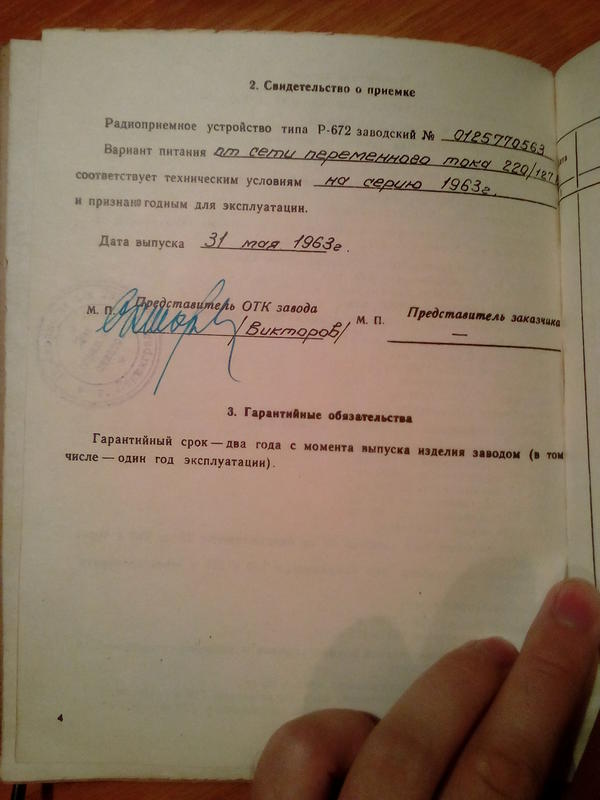 2. Свидетельство о приемке
Радиоприемное устройство типа Р-672 заводский № 0125770563
Вариант питания от сети переменново тока 220/127
соответствует техническим условиям на серию 1963г.
и признано годным для эксплуатации.
Дата выпуска 31 мая 1963г.
М. П. Представитель ОТК завода
/Викторов/
М. П. Представитель заказчика
—
3. Гарантийные обязательства
Гарантийный срок — два года с момента выпуска изделия заводом (в том
числе — один год эксплуатации).
4